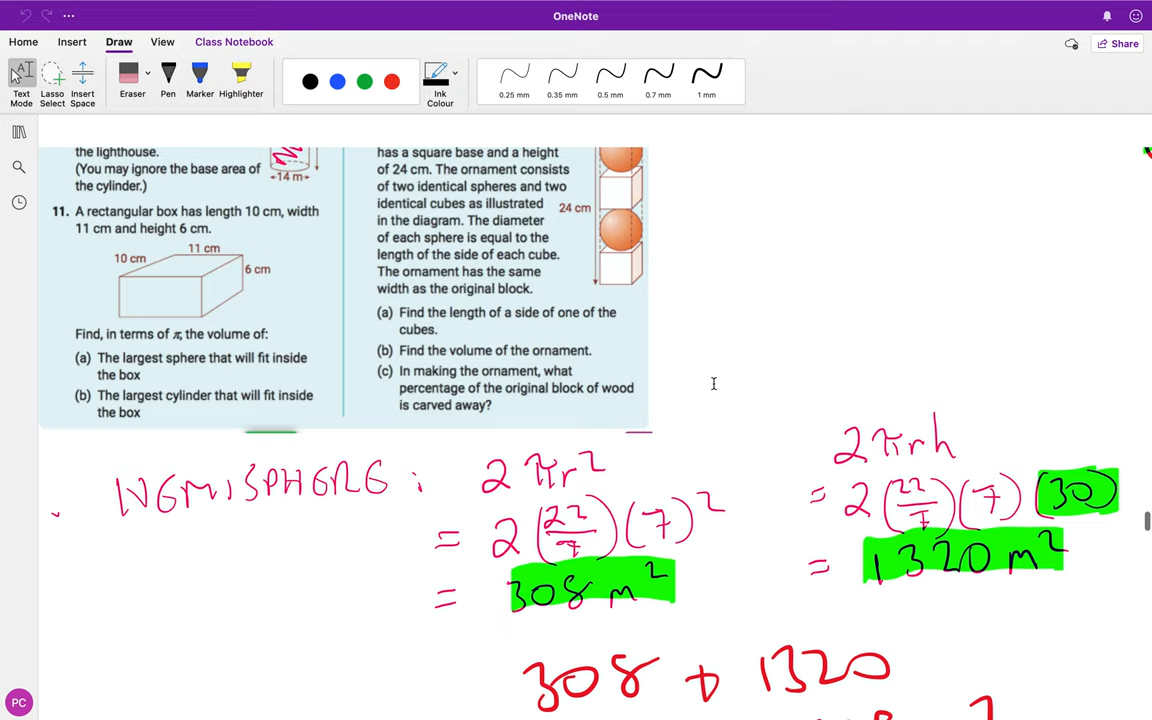 OneNote
Home Insert Draw View Class Notebook
Share
Text Mode
Lasso Select
Insert Space
Eraser
Pen
Marker
Highlighter
Ink Colour
0.25 mm 0.35 mm 0.5 mm 0.7 mm 1 mm
the lighthouse.
(You may ignore the base area of
the cylinder.)
14 m
11. A rectangular box has length 10 cm, width
11 cm and height 6 cm.
11 cm
10 cm
6 cm
Find, in terms of π, the volume of:
(a) The largest sphere that will fit inside
the box
(b) The largest cylinder that will fit inside
the box
has a square base and a height
of 24 cm. The ornament consists
of two identical spheres and two
identical cubes as illustrated
in the diagram. The diameter
of each sphere is equal to the
length of the side of each cube.
The ornament has the same
width as the original block.
24 cm
(a) Find the length of a side of one of the
cubes.
(b) Find the volume of the ornament.
(c) In making the ornament, what
percentage of the original block of wood
is carved away?
HEMISPHERE : 2πr²
= 2(22/7)(7)²
= 308 m²
2πrh
= 2(22/7)(7)(30)
= 1320 m²
308 + 1320
PC